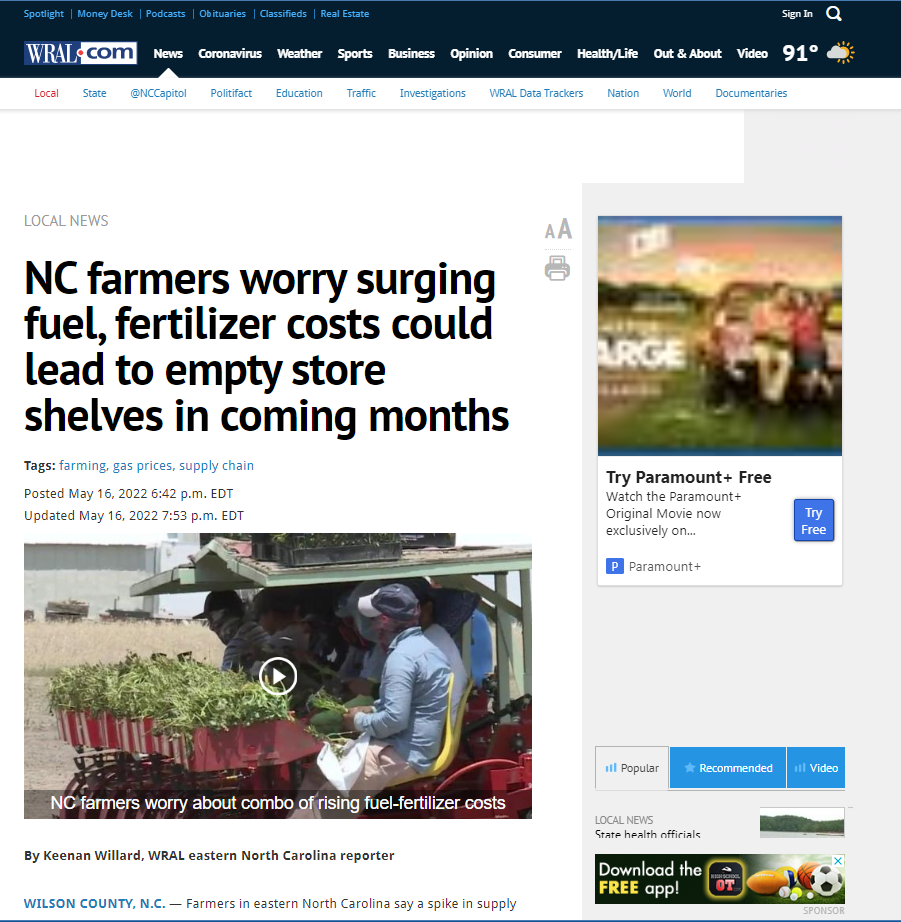 Spotlight | Money Desk | Podcasts | Obituaries | Classifieds | Real Estate
Sign In
WRAL.com News Coronavirus Weather Sports Business Opinion Consumer Health/Life Out & About Video 91°
Local State @NCCapitol Politifact Education Traffic Investigations WRAL Data Trackers Nation World Documentaries
LOCAL NEWS
A A
NC farmers worry surging
fuel, fertilizer costs could
lead to empty store
shelves in coming months
Tags: farming, gas prices, supply chain
Posted May 16, 2022 6:42 p.m. EDT
Updated May 16, 2022 7:53 p.m. EDT
NC farmers worry about combo of rising fuel-fertilizer costs
By Keenan Willard, WRAL eastern North Carolina reporter
WILSON COUNTY, N.C. — Farmers in eastern North Carolina say a spike in supply
ARGE
Try Paramount+ Free
Watch the Paramount+
Original Movie now
exclusively on...
Try
Free
P Paramount+
Popular Recommended Video
LOCAL NEWS
State health officials
Download the
FREE app!
HIGH SCHOOL
OT
SPONSOR